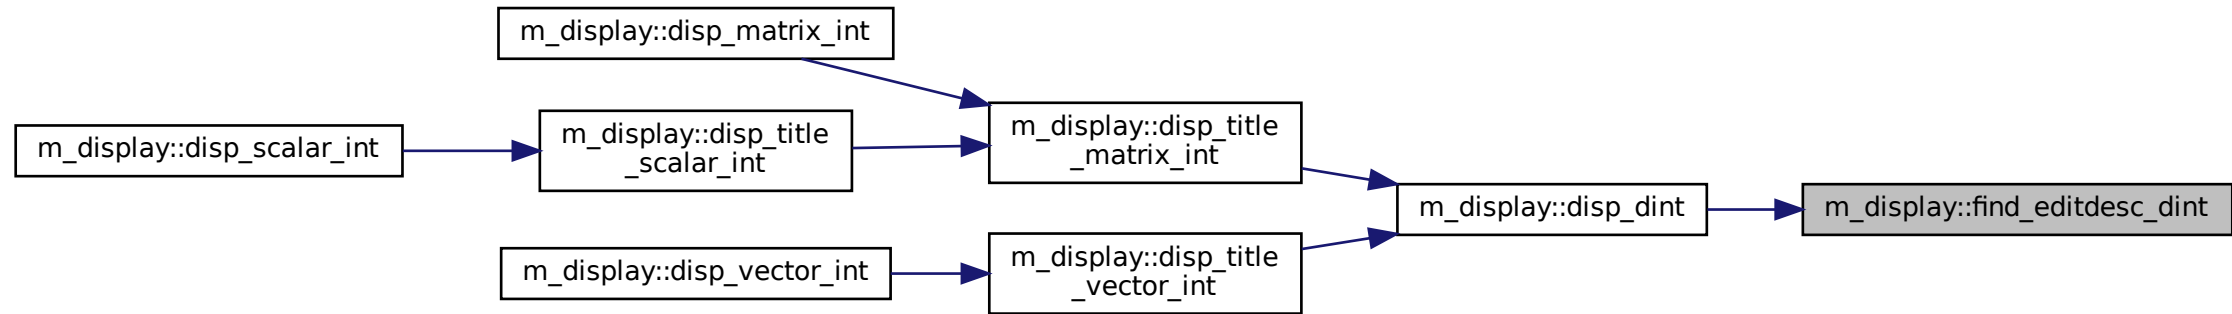 m_display::disp_matrix_int
m_display::disp_scalar_int
m_display::disp_title
_scalar_int
m_display::disp_title
_matrix_int
m_display::disp_vector_int
m_display::disp_title
_vector_int
m_display::disp_dint
m_display::find_editdesc_dint